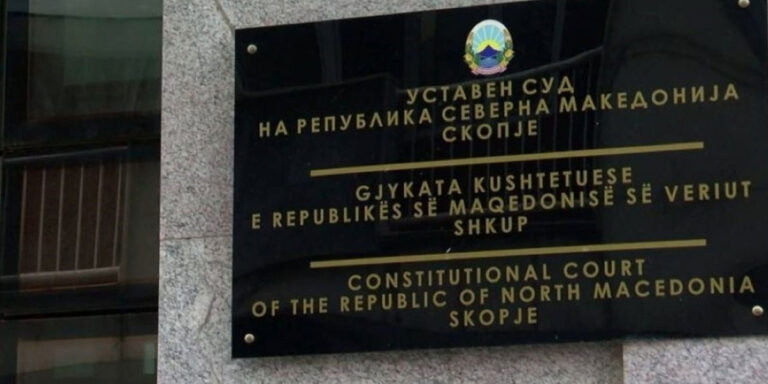 УСТАВЕН СУД
НА РЕПУБЛИКА СЕВЕРНА МАКЕДОНИЈА
СКОПЈЕ
GJYKATA KUSHTETUESE
E REPUBLIKËS SË MAQEDONISË SË VERIUT
SHKUP
CONSTITUTIONAL COURT
OF THE REPUBLIC OF NORTH MACEDONIA
SKOPJE